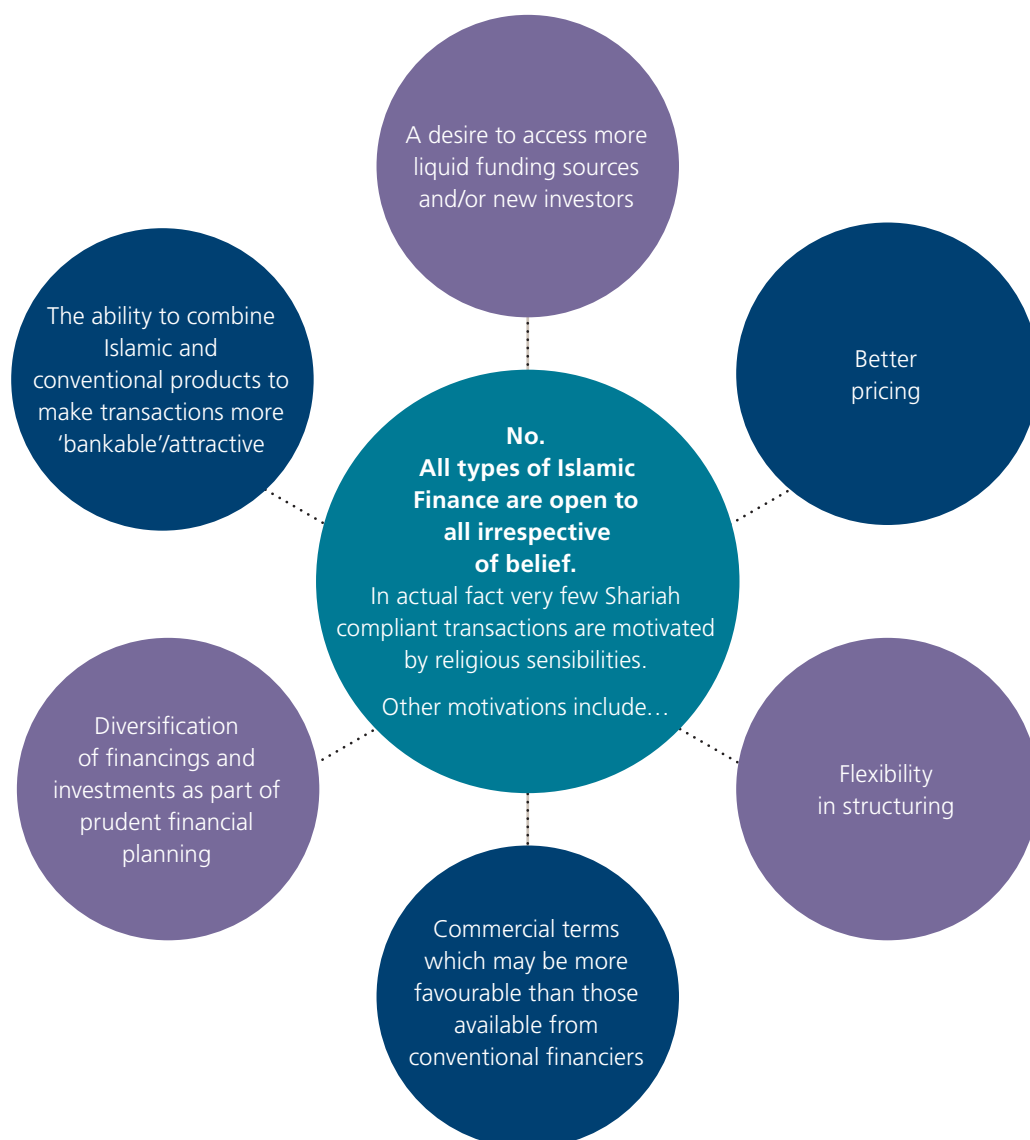 No.
All types of Islamic
Finance are open to
all irrespective
of belief.
In actual fact very few Shariah
compliant transactions are motivated
by religious sensibilities.
Other motivations include…
A desire to access more
liquid funding sources
and/or new investors
Better
pricing
Flexibility
in structuring
Commercial terms
which may be more
favourable than those
available from
conventional financiers
Diversification
of financings and
investments as part of
prudent financial
planning
The ability to combine
Islamic and
conventional products to
make transactions more
‘bankable’/attractive